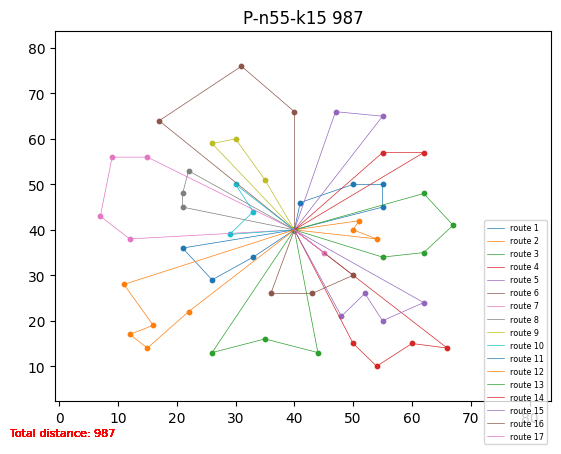 P-n55-k15 987
80
70
60
50
40
30
20
10
0
10
20
30
40
50
60
70
80
route 1
route 2
route 3
route 4
route 5
route 6
route 7
route 8
route 9
route 10
route 11
route 12
route 13
route 14
route 15
route 16
route 17
Total distance: 987